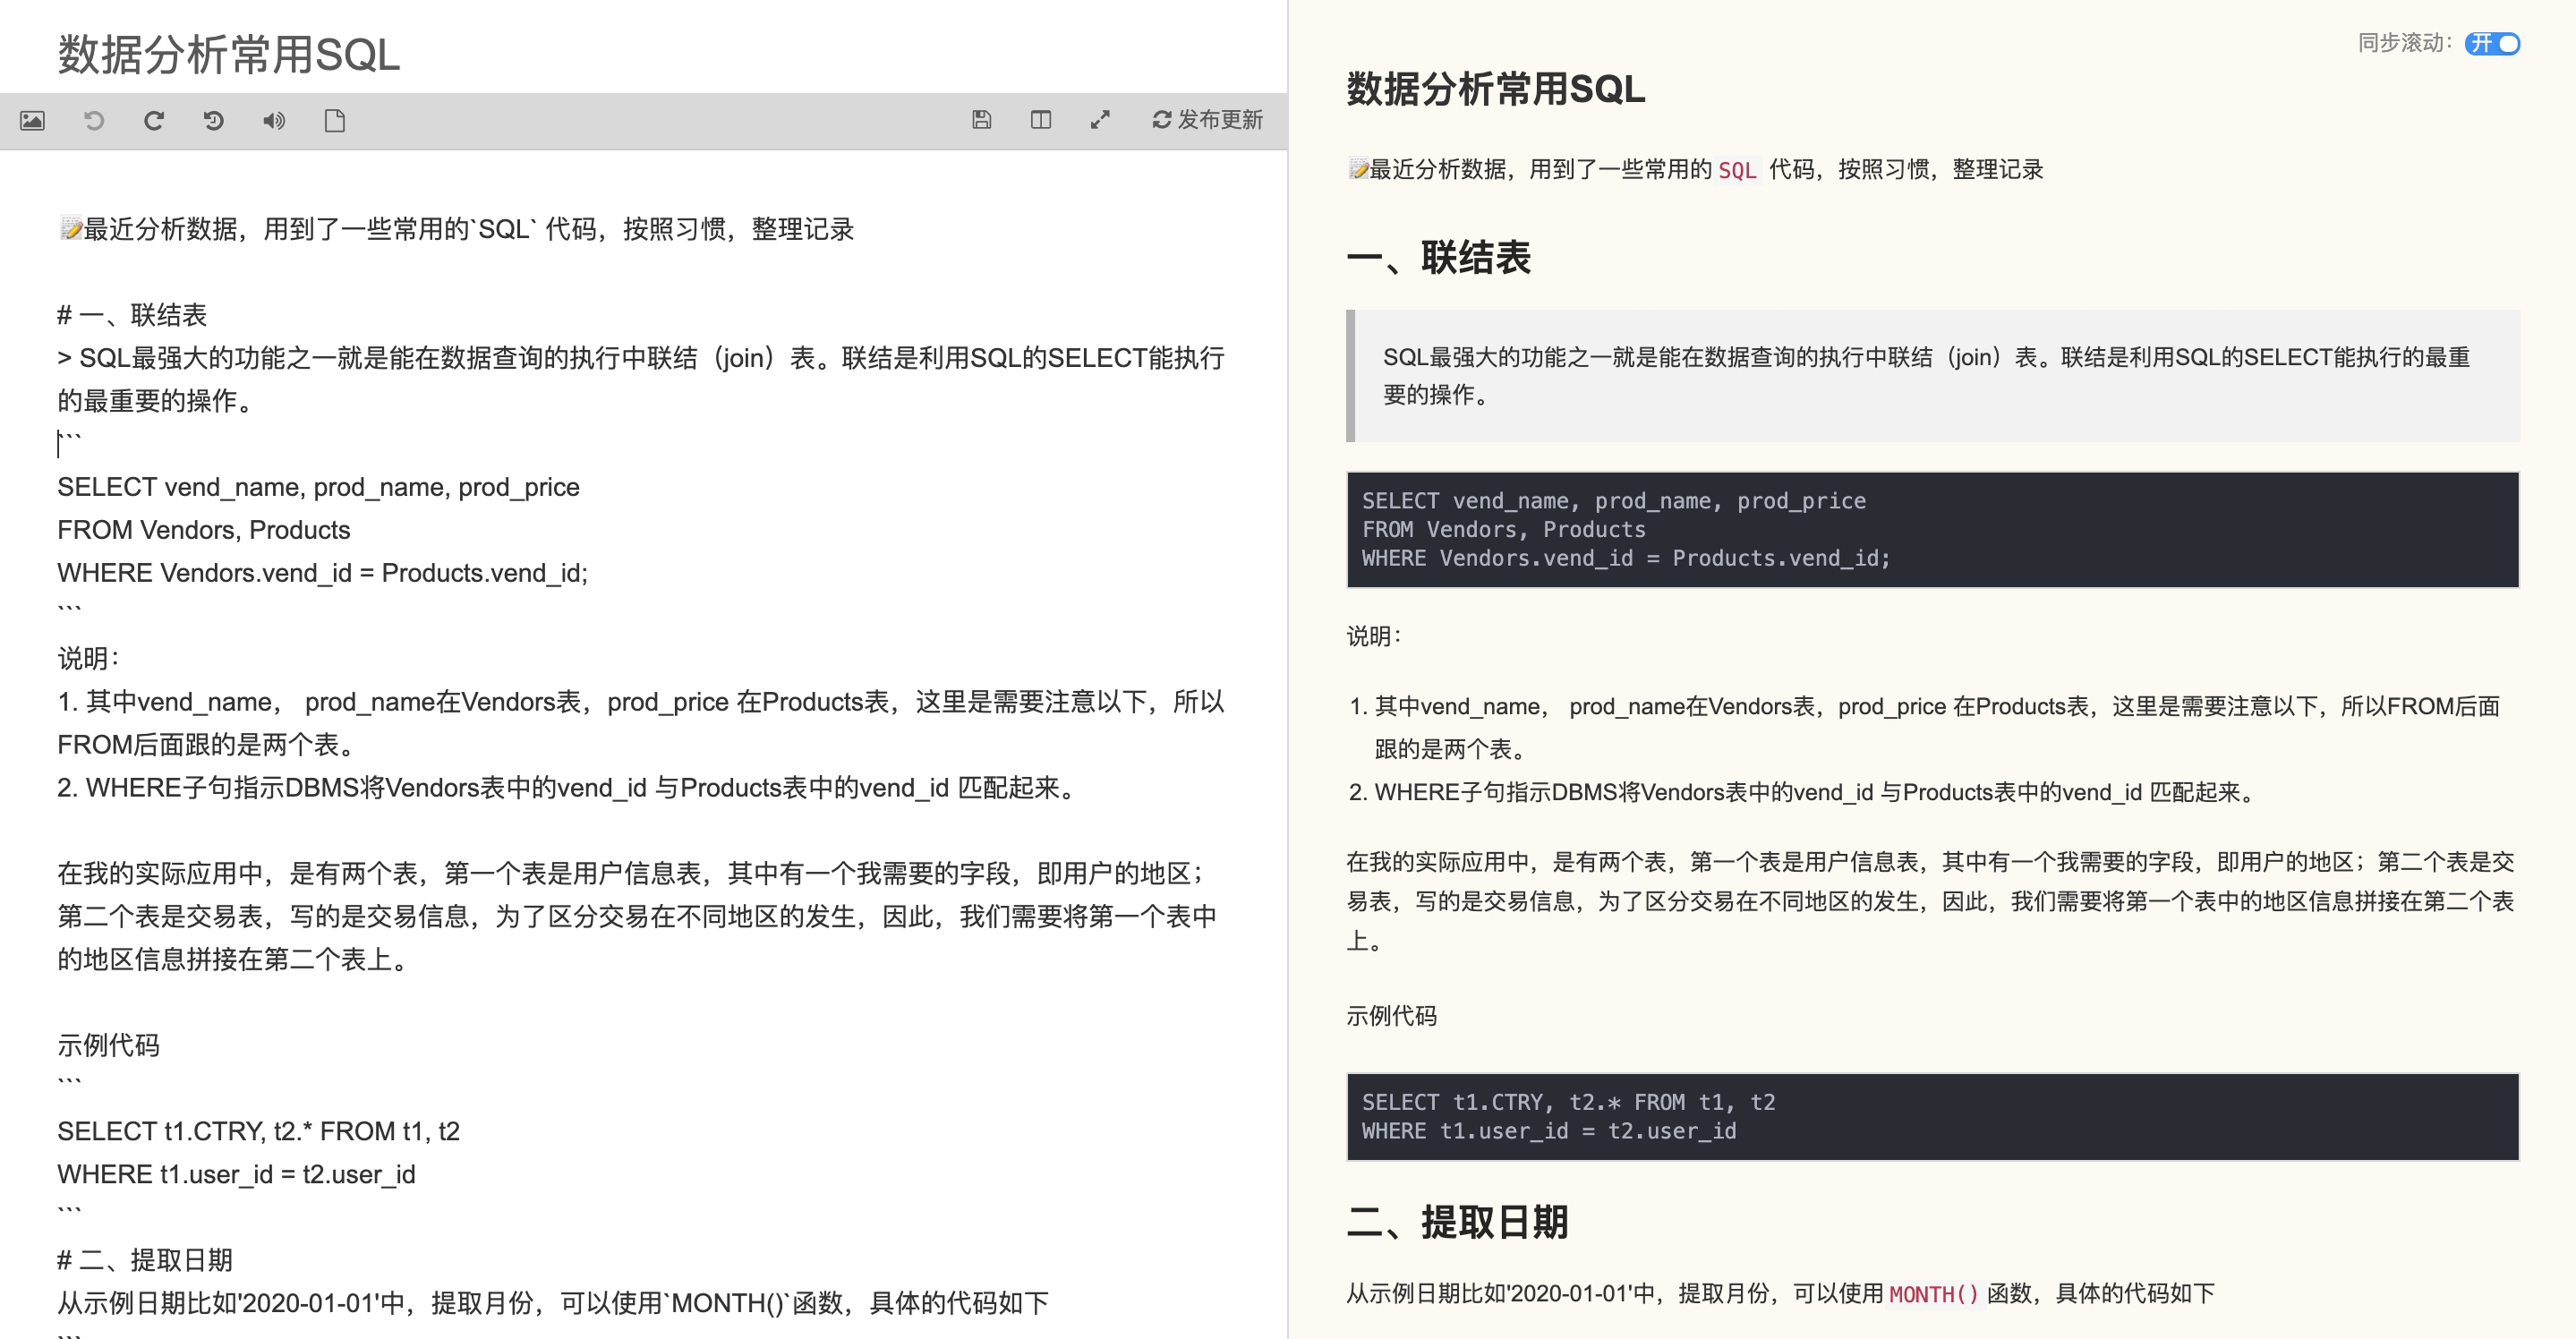 数据分析常用SQL
发布更新
📝最近分析数据，用到了一些常用的`SQL` 代码，按照习惯，整理记录
# 一、联结表
> SQL最强大的功能之一就是能在数据查询的执行中联结（join）表。联结是利用SQL的SELECT能执行
的最重要的操作。
```
SELECT vend_name, prod_name, prod_price
FROM Vendors, Products
WHERE Vendors.vend_id = Products.vend_id;
```
说明：
1. 其中vend_name， prod_name在Vendors表，prod_price 在Products表，这里是需要注意以下，所以
FROM后面跟的是两个表。
2. WHERE子句指示DBMS将Vendors表中的vend_id 与Products表中的vend_id 匹配起来。
在我的实际应用中，是有两个表，第一个表是用户信息表，其中有一个我需要的字段，即用户的地区；
第二个表是交易表，写的是交易信息，为了区分交易在不同地区的发生，因此，我们需要将第一个表中
的地区信息拼接在第二个表上。
示例代码
```
SELECT t1.CTRY, t2.* FROM t1, t2
WHERE t1.user_id = t2.user_id
```
# 二、提取日期
从示例日期比如'2020-01-01'中，提取月份，可以使用`MONTH()`函数，具体的代码如下
```
同步滚动：开
数据分析常用SQL
📝最近分析数据，用到了一些常用的 SQL 代码，按照习惯，整理记录
一、联结表
SQL最强大的功能之一就是能在数据查询的执行中联结（join）表。联结是利用SQL的SELECT能执行的最重
要的操作。
SELECT vend_name, prod_name, prod_price
FROM Vendors, Products
WHERE Vendors.vend_id = Products.vend_id;
说明：
1. 其中vend_name， prod_name在Vendors表，prod_price 在Products表，这里是需要注意以下，所以FROM后面
跟的是两个表。
2. WHERE子句指示DBMS将Vendors表中的vend_id 与Products表中的vend_id 匹配起来。
在我的实际应用中，是有两个表，第一个表是用户信息表，其中有一个我需要的字段，即用户的地区；第二个表是交
易表，写的是交易信息，为了区分交易在不同地区的发生，因此，我们需要将第一个表中的地区信息拼接在第二个表
上。
示例代码
SELECT t1.CTRY, t2.* FROM t1, t2
WHERE t1.user_id = t2.user_id
二、提取日期
从示例日期比如'2020-01-01'中，提取月份，可以使用 MONTH() 函数，具体的代码如下